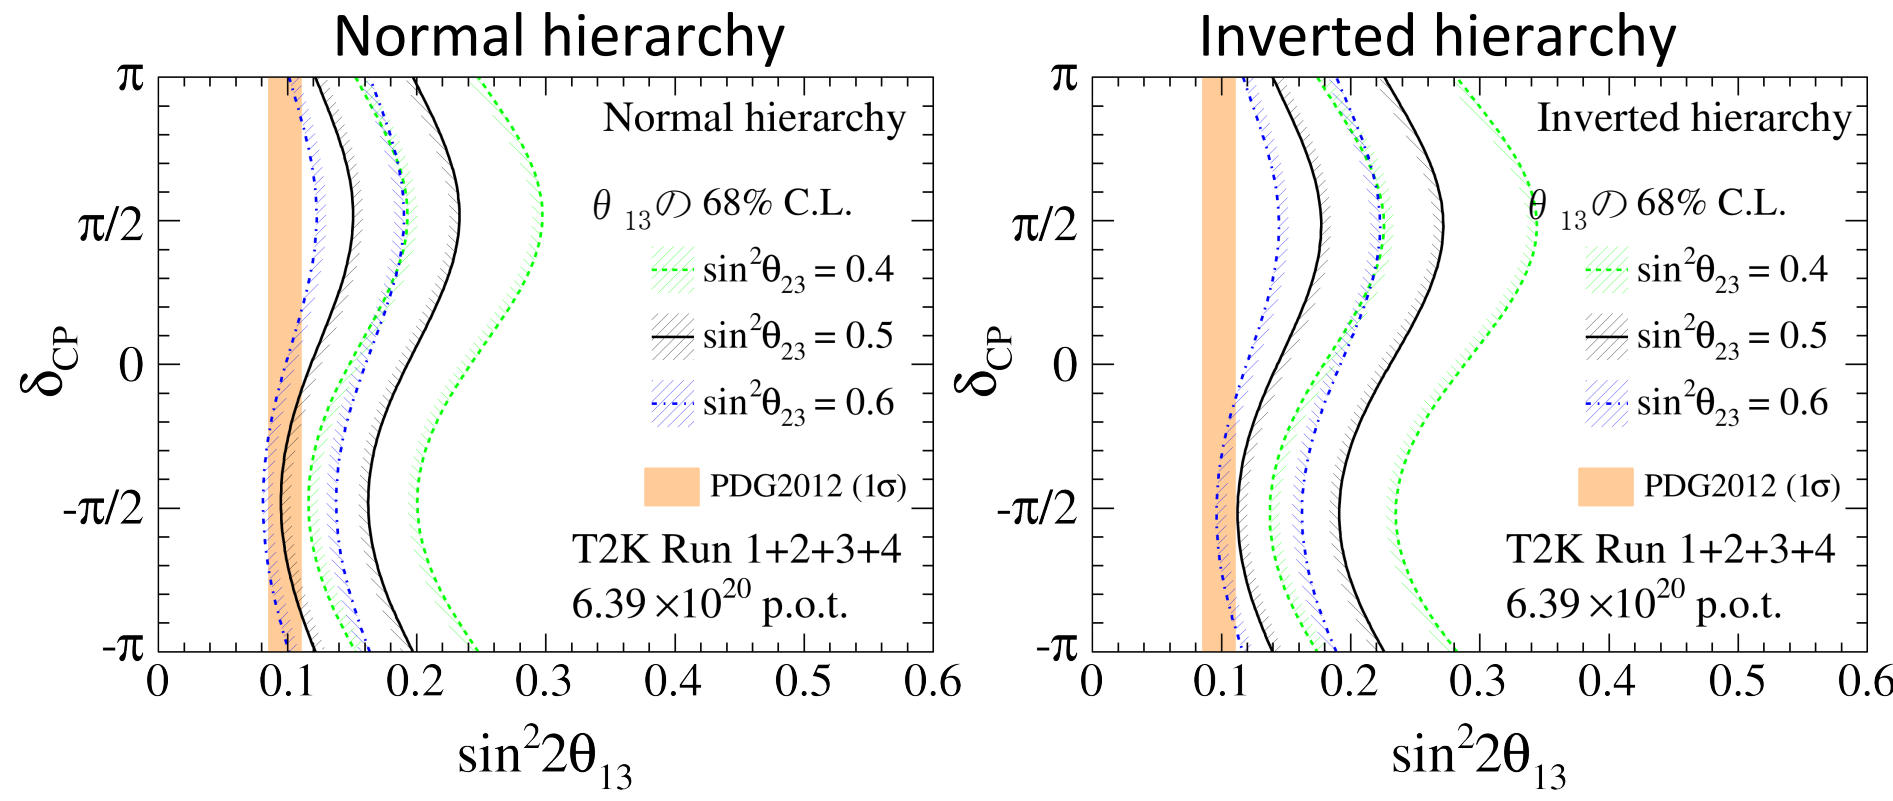 Normal hierarchy
π
π/2
0
-π/2
-π
δCP
Normal hierarchy
θ 13の 68% C.L.
sin²θ23 = 0.4
sin²θ23 = 0.5
sin²θ23 = 0.6
PDG2012 (1σ)
T2K Run 1+2+3+4
6.39 ×10²⁰ p.o.t.
0 0.1 0.2 0.3 0.4 0.5 0.6
sin²2θ13
Inverted hierarchy
π
π/2
0
-π/2
-π
δCP
Inverted hierarchy
θ 13の 68% C.L.
sin²θ23 = 0.4
sin²θ23 = 0.5
sin²θ23 = 0.6
PDG2012 (1σ)
T2K Run 1+2+3+4
6.39 ×10²⁰ p.o.t.
0 0.1 0.2 0.3 0.4 0.5 0.6
sin²2θ13